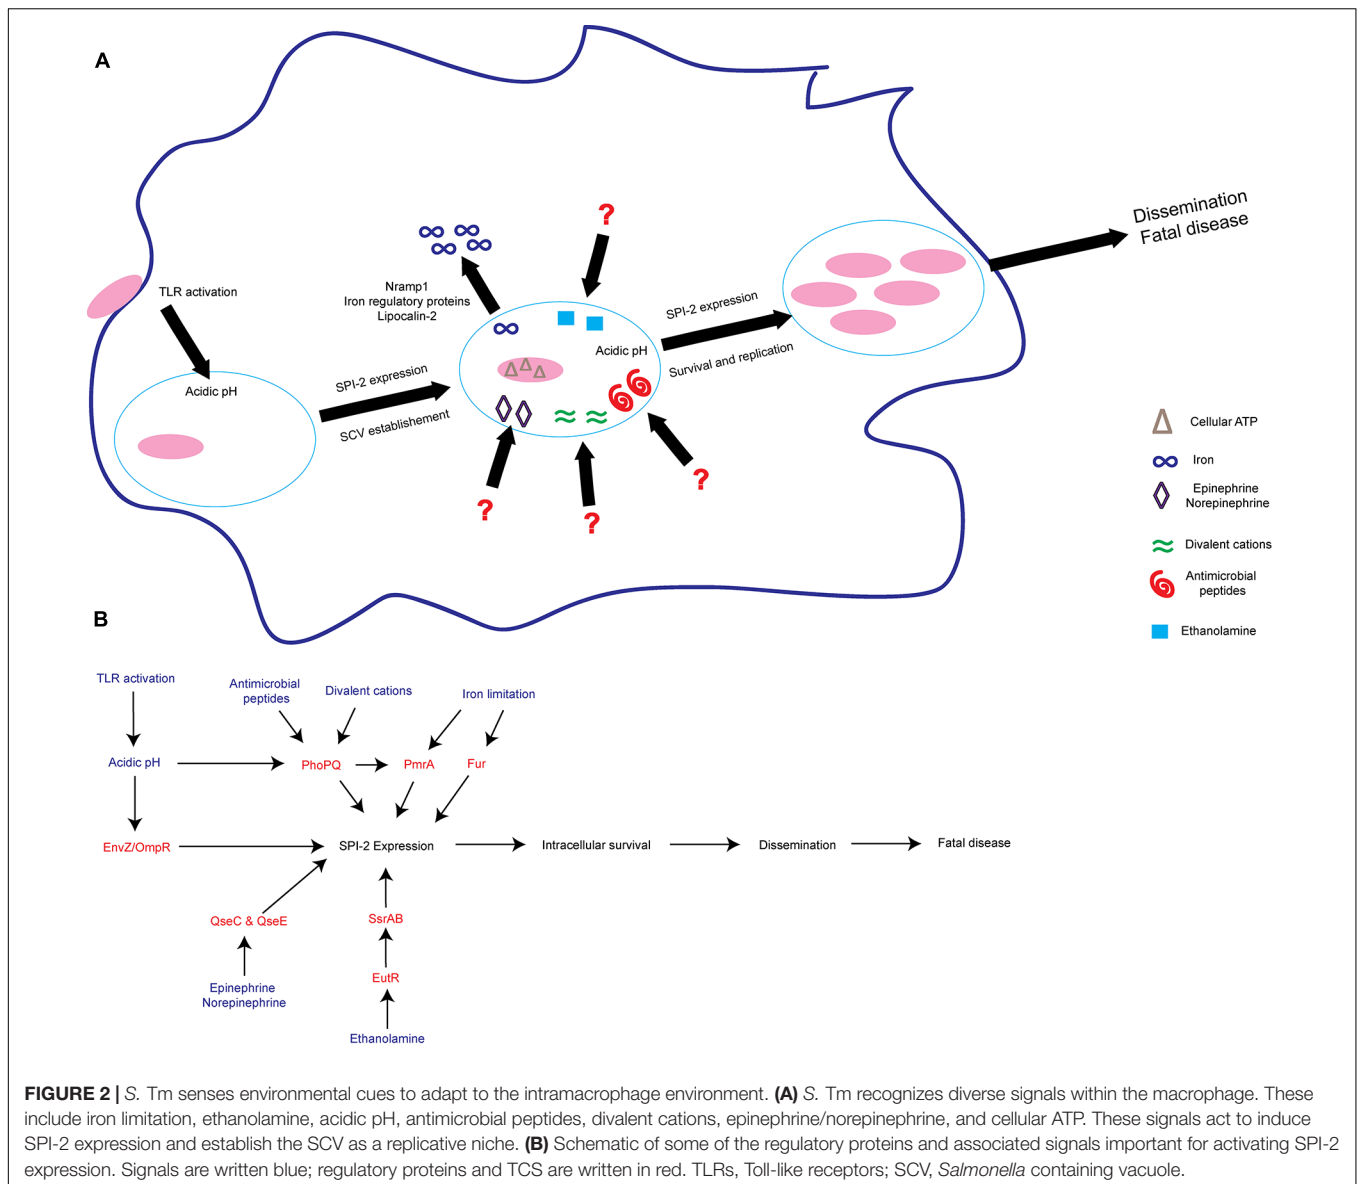 A
TLR activation
Acidic pH
SPI-2 expression
SCV establisement
Nramp1
Iron regulatory proteins
Lipocalin-2
?
Acidic pH
?
?
?
SPI-2 expression
Survival and replication
Dissemination
Fatal disease
Cellular ATP
Iron
Epinephrine
Norepinephrine
Divalent cations
Antimicrobial
peptides
Ethanolamine
B
TLR activation
Antimicrobial
peptides
Divalent cations
Iron limitation
Acidic pH
PhoPQ
PmrA
Fur
EnvZ/OmpR
SPI-2 Expression
Intracellular survival
Dissemination
Fatal disease
QseC & QseE
SsrAB
EutR
Epinephrine
Norepinephrine
Ethanolamine
FIGURE 2 | S. Tm senses environmental cues to adapt to the intramacrophage environment. (A) S. Tm recognizes diverse signals within the macrophage. These
include iron limitation, ethanolamine, acidic pH, antimicrobial peptides, divalent cations, epinephrine/norepinephrine, and cellular ATP. These signals act to induce
SPI-2 expression and establish the SCV as a replicative niche. (B) Schematic of some of the regulatory proteins and associated signals important for activating SPI-2
expression. Signals are written blue; regulatory proteins and TCS are written in red. TLRs, Toll-like receptors; SCV, Salmonella containing vacuole.